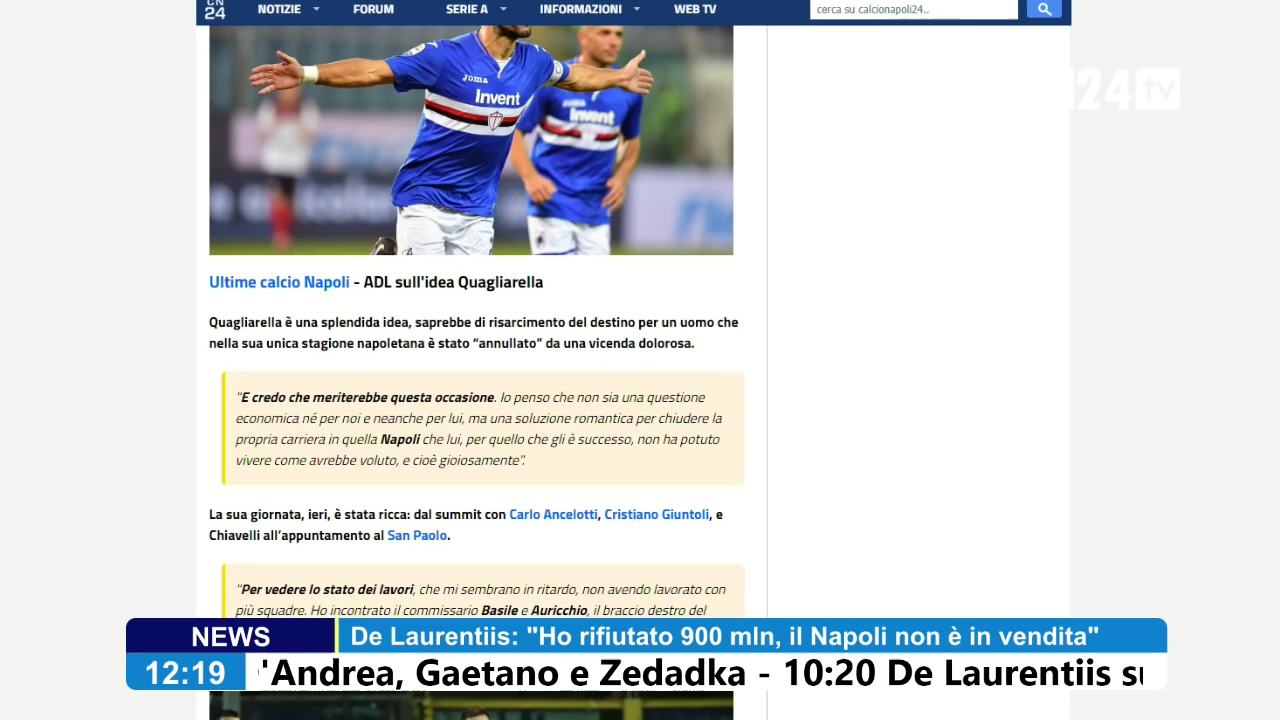 CN
24
NOTIZIE
FORUM
SERIE A
INFORMAZIONI
WEB TV
cerca su calcionapoli24..
24 tv
joma
Invent
Invent
Ultime calcio Napoli - ADL sull'idea Quagliarella
Quagliarella è una splendida idea, saprebbe di risarcimento del destino per un uomo che
nella sua unica stagione napoletana è stato “annullato” da una vicenda dolorosa.
"E credo che meriterebbe questa occasione. Io penso che non sia una questione
economica né per noi e neanche per lui, ma una soluzione romantica per chiudere la
propria carriera in quella Napoli che lui, per quello che gli è successo, non ha potuto
vivere come avrebbe voluto, e cioè gioiosamente".
La sua giornata, ieri, è stata ricca: dal summit con Carlo Ancelotti, Cristiano Giuntoli, e
Chiavelli all’appuntamento al San Paolo.
"Per vedere lo stato dei lavori, che mi sembrano in ritardo, non avendo lavorato con
più squadre. Ho incontrato il commissario Basile e Auricchio, il braccio destro del
NEWS
De Laurentiis: "Ho rifiutato 900 mln, il Napoli non è in vendita"
12:19
'Andrea, Gaetano e Zedadka - 10:20 De Laurentiis su